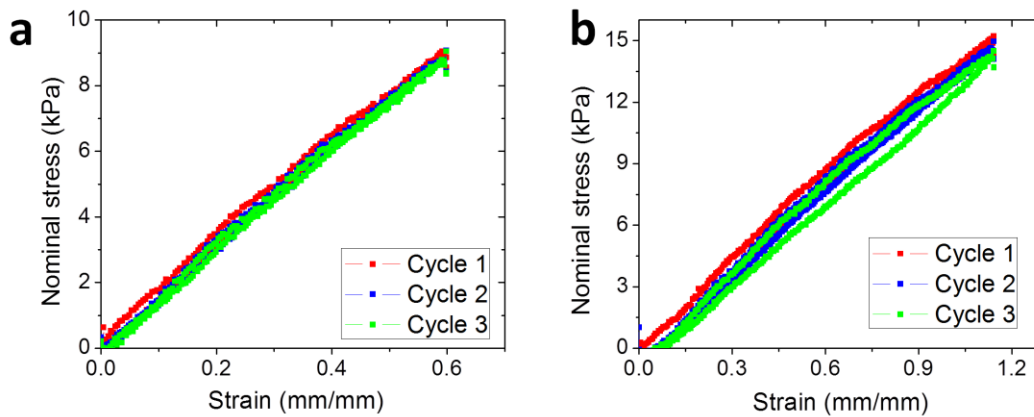 a
10
8
6
4
2
0
Nominal stress (kPa)
Cycle 1
Cycle 2
Cycle 3
0.0 0.2 0.4 0.6
Strain (mm/mm)
b
15
12
9
6
3
0
Nominal stress (kPa)
Cycle 1
Cycle 2
Cycle 3
0.0 0.3 0.6 0.9 1.2
Strain (mm/mm)